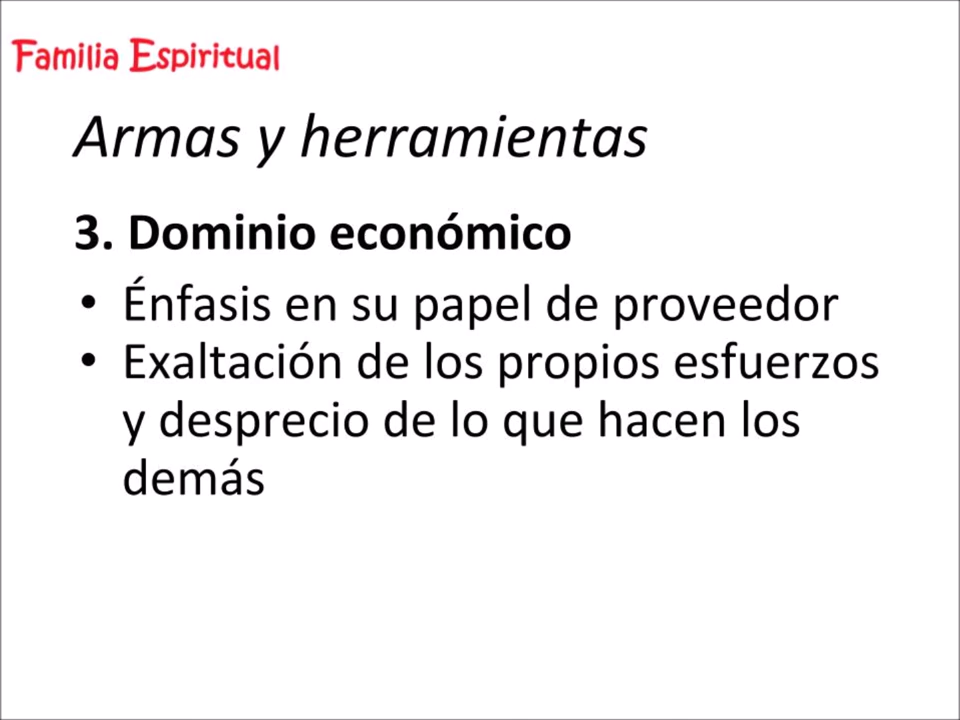 Familia Espiritual
Armas y herramientas
3. Dominio económico
• Énfasis en su papel de proveedor
• Exaltación de los propios esfuerzos
y desprecio de lo que hacen los
demás